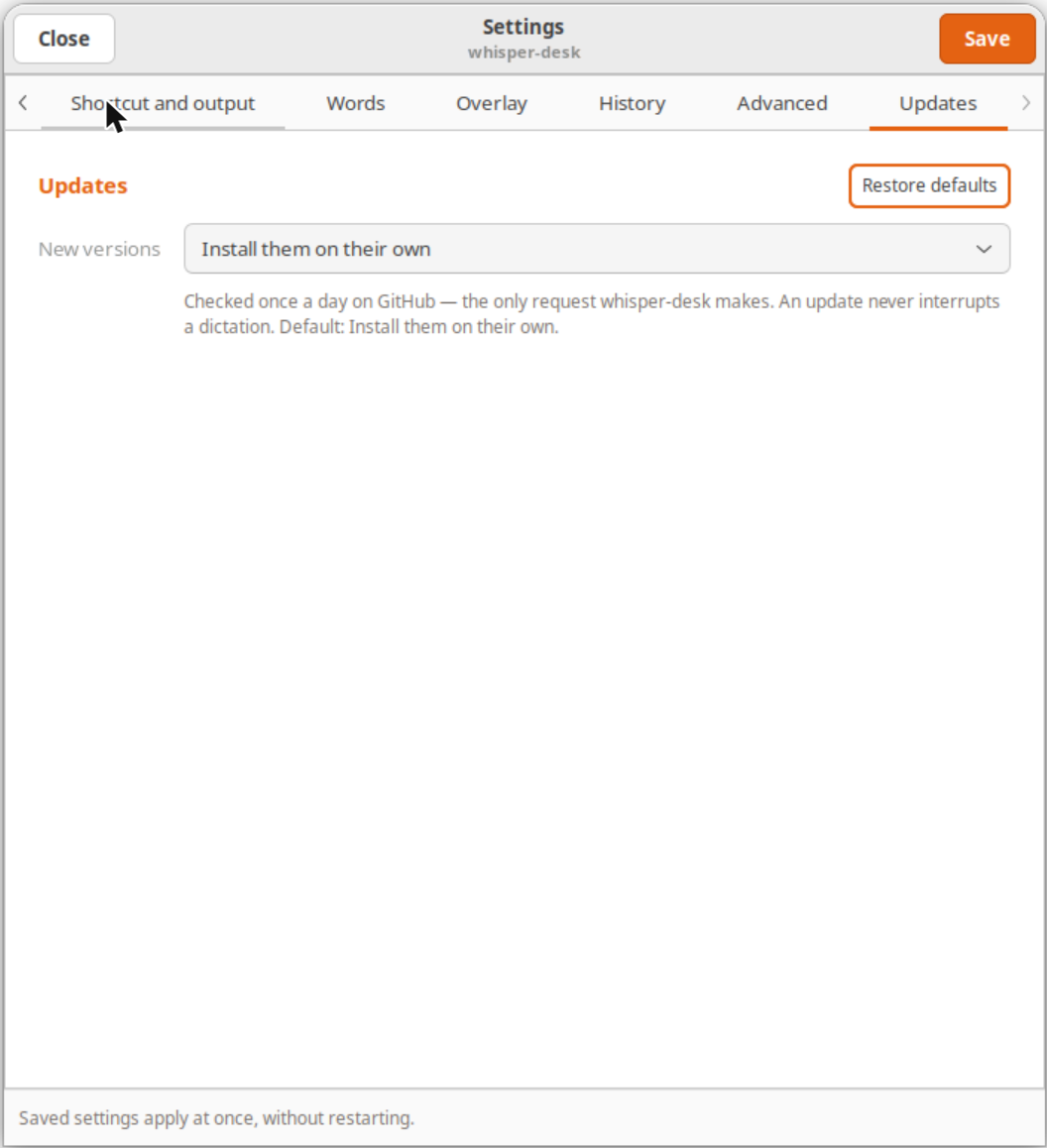 Close
Settings
whisper-desk
Save
Shortcut and output
Words
Overlay
History
Advanced
Updates
Updates
Restore defaults
New versions
Install them on their own
Checked once a day on GitHub — the only request whisper-desk makes. An update never interrupts
a dictation. Default: Install them on their own.
Saved settings apply at once, without restarting.